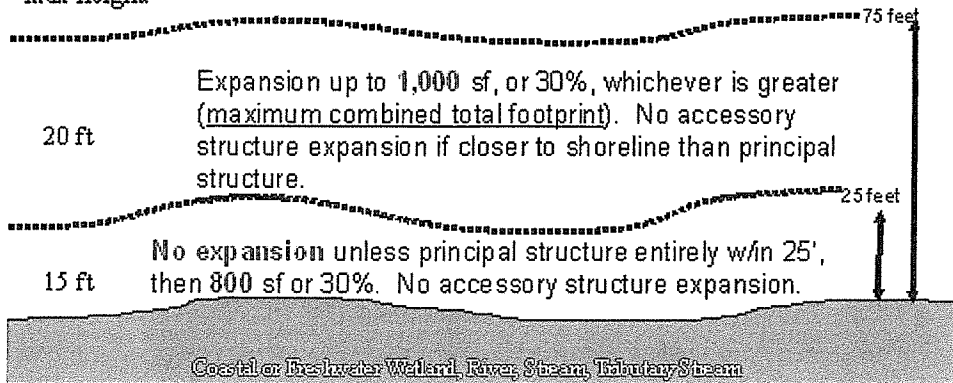 75 feet
Expansion up to 1,000 sf, or 30%, whichever is greater
(maximum combined total footprint). No accessory
20 ft
structure expansion if closer to shoreline than principal
structure.
25 feet
No expansion unless principal structure entirely w/in 25',
15 ft
then 800 sf or 30%. No accessory structure expansion.
Coastal or Freshwater Wetland, River, Stream, Tributary Stream